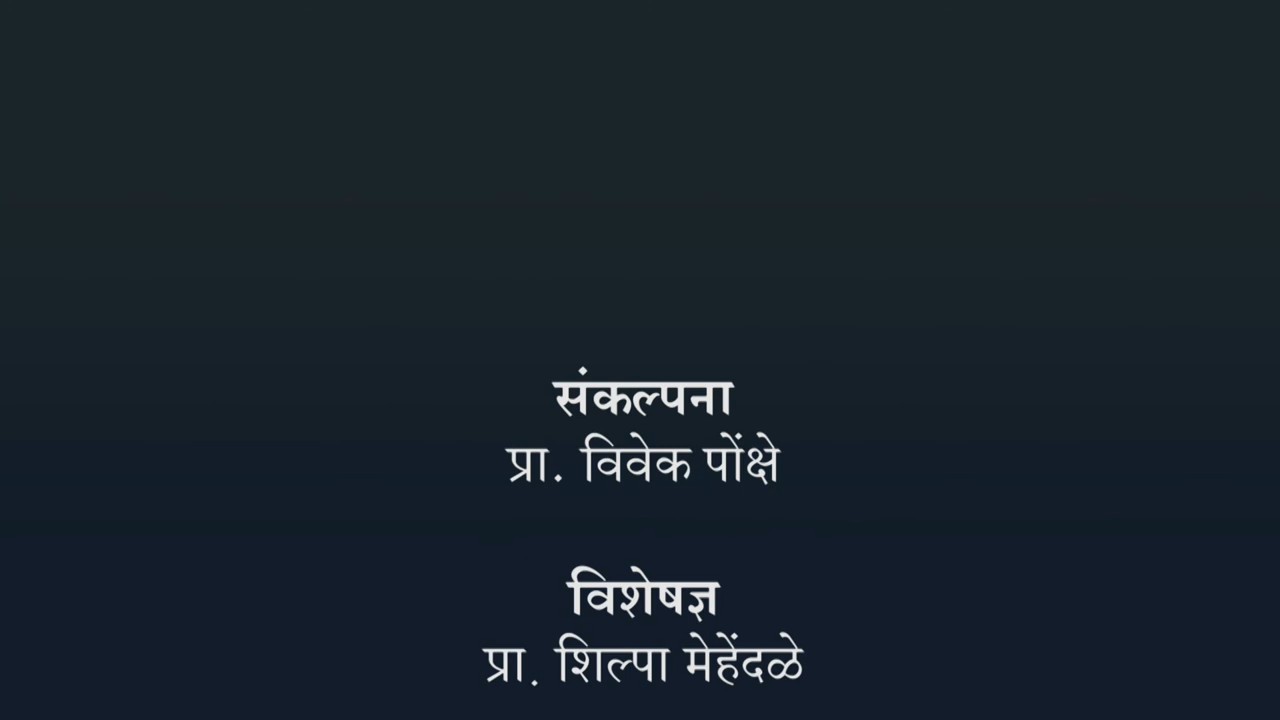 संकल्पना
प्रा. विवेक पोंक्षे
विशेषज्ञ
प्रा. शिल्पा मेहेंदळे